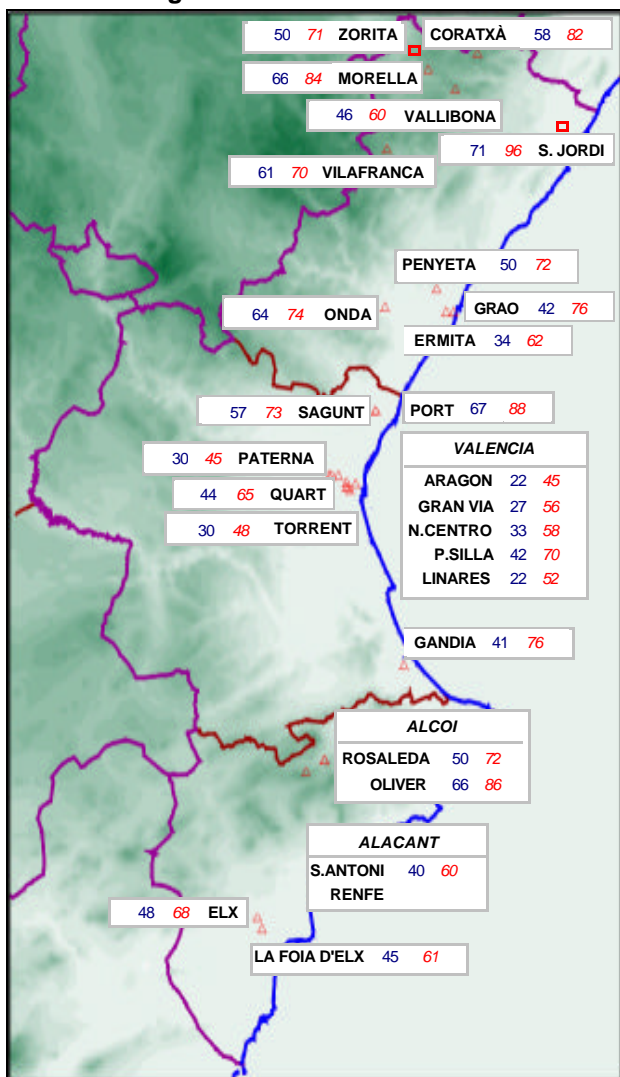 50 71 ZORITA
CORATXÀ 58 82
66 84 MORELLA
46 60 VALLIBONA
71 96 S. JORDI
61 70 VILAFRANCA
PENYETA 50 72
64 74 ONDA
GRAO 42 76
ERMITA 34 62
57 73 SAGUNT
PORT 67 88
30 45 PATERNA
44 65 QUART
30 48 TORRENT
VALENCIA
ARAGON 22 45
GRAN VIA 27 56
N.CENTRO 33 58
P.SILLA 42 70
LINARES 22 52
GANDIA 41 76
ALCOI
ROSALEDA 50 72
OLIVER 66 86
ALACANT
S.ANTONI 40 60
RENFE
48 68 ELX
LA FOIA D'ELX 45 61